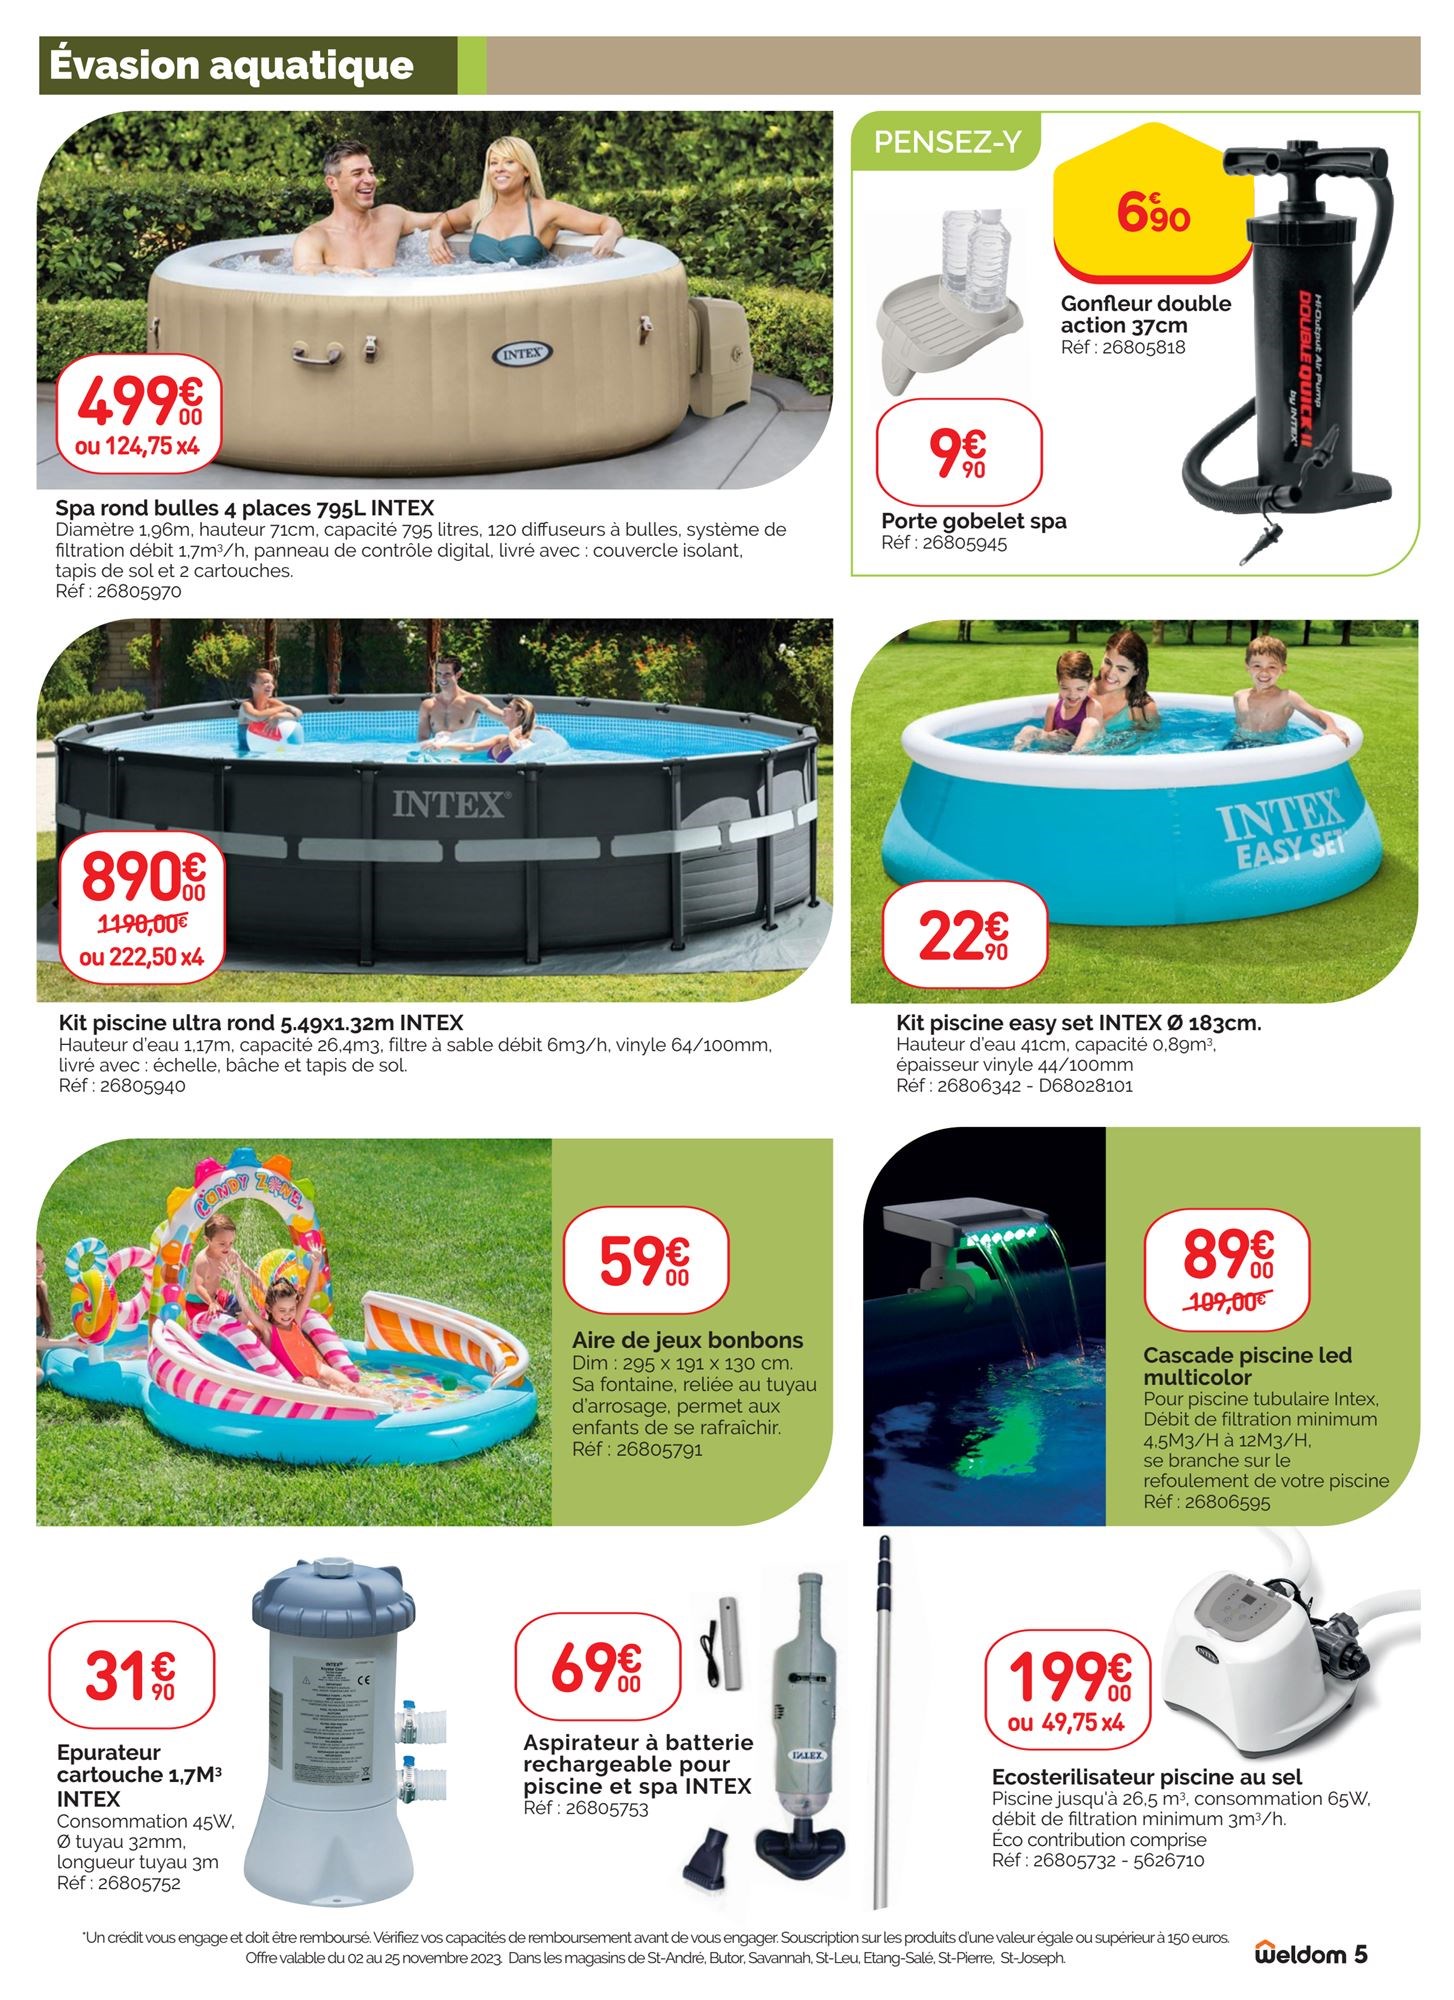 Évasion aquatique
INTEX
499€00
ou 124,75 x4
Spa rond bulles 4 places 795L INTEX
Diamètre 1,96m, hauteur 71cm, capacité 795 litres, 120 diffuseurs à bulles, système de
filtration débit 1,7m³/h, panneau de contrôle digital, livré avec : couvercle isolant,
tapis de sol et 2 cartouches.
Réf : 26805970
PENSEZ-Y
6€90
Gonfleur double
action 37cm
Réf : 26805818
Hi-Output Air Pump
DOUBLE QUICK II
by INTEX®
9€90
Porte gobelet spa
Réf : 26805945
INTEX®
890€00
1190,00€
ou 222,50 x4
Kit piscine ultra rond 5.49x1.32m INTEX
Hauteur d'eau 1,17m, capacité 26,4m3, filtre à sable débit 6m3/h, vinyle 64/100mm,
livré avec : échelle, bâche et tapis de sol.
Réf : 26805940
INTEX
EASY SET
22€90
Kit piscine easy set INTEX Ø 183cm.
Hauteur d'eau 41cm, capacité 0,89m³,
épaisseur vinyle 44/100mm
Réf : 26806342 - D68028101
CANDY ZONE
59€00
Aire de jeux bonbons
Dim : 295 x 191 x 130 cm.
Sa fontaine, reliée au tuyau
d'arrosage, permet aux
enfants de se rafraîchir.
Réf : 26805791
89€00
109,00€
Cascade piscine led
multicolor
Pour piscine tubulaire Intex,
Débit de filtration minimum
4,5M3/H à 12M3/H,
se branche sur le
refoulement de votre piscine
Réf : 26806595
31€90
Epurateur
cartouche 1,7M³
INTEX
Consommation 45W,
Ø tuyau 32mm,
longueur tuyau 3m
Réf : 26805752
INTEX®
Krystal Clear™
69€00
Aspirateur à batterie
rechargeable pour
piscine et spa INTEX
Réf : 26805753
INTEX
199€00
ou 49,75 x4
INTEX
Ecosterilisateur piscine au sel
Piscine jusqu'à 26,5 m³, consommation 65W,
débit de filtration minimum 3m³/h.
Éco contribution comprise
Réf : 26805732 - 5626710
*Un crédit vous engage et doit être remboursé. Vérifiez vos capacités de remboursement avant de vous engager. Souscription sur les produits d'une valeur égale ou supérieur à 150 euros.
Offre valable du 02 au 25 novembre 2023. Dans les magasins de St-André, Butor, Savannah, St-Leu, Etang-Salé, St-Pierre, St-Joseph.
weldom 5